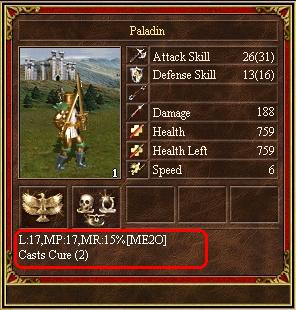 Paladin
Attack Skill 26(31)
Defense Skill 13(16)
Damage 188
Health 759
Health Left 759
Speed 6
1
L:17,MP:17,MR:15%[ME2O]
Casts Cure (2)